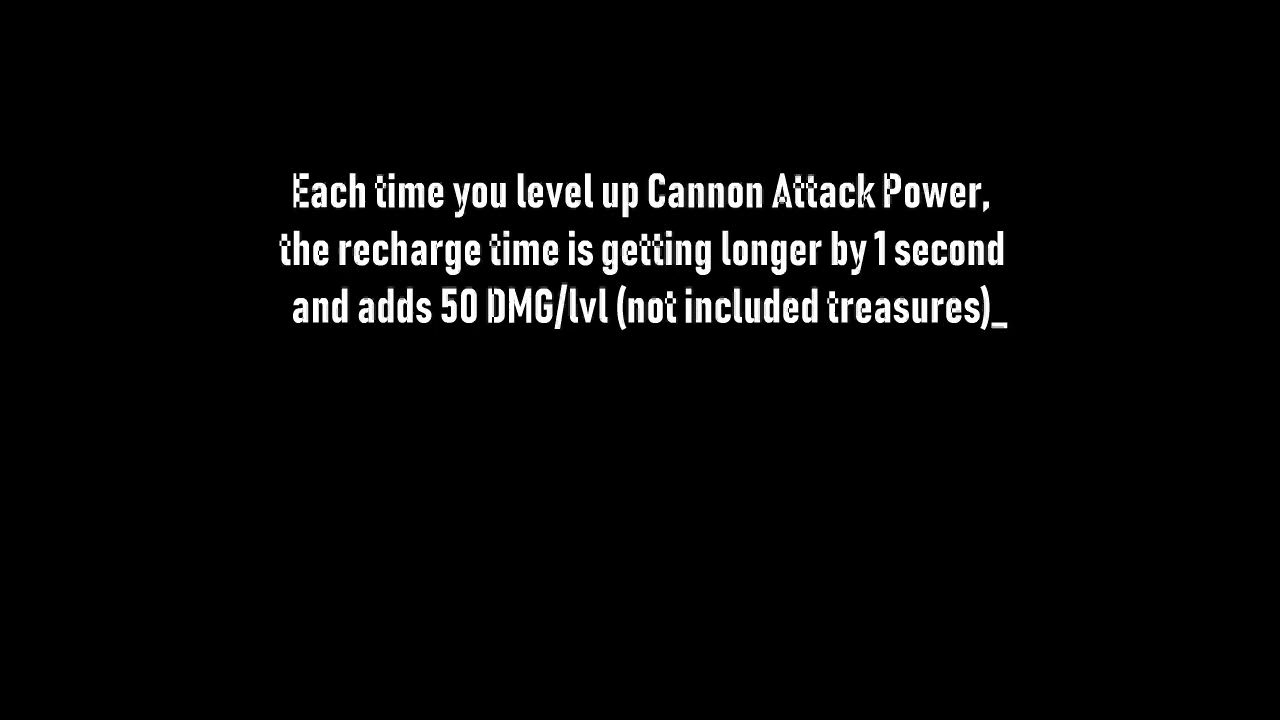 Each time you level up Cannon Attack Power,
the recharge time is getting longer by 1 second
and adds 50 DMG/lvl (not included treasures)_